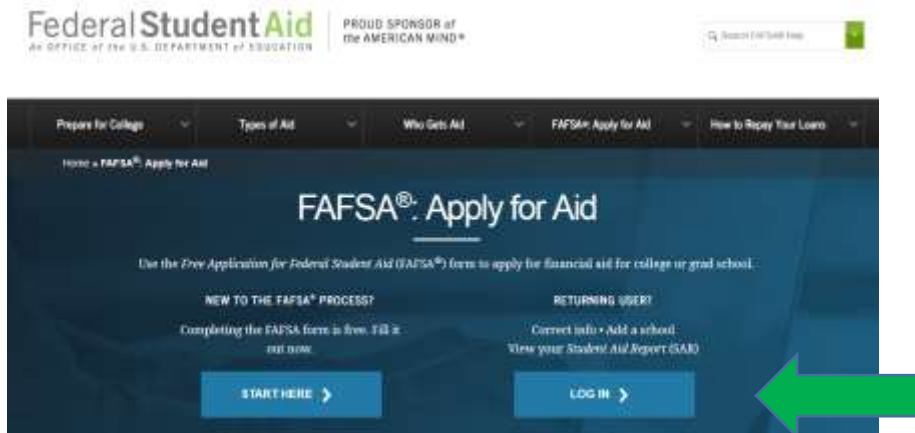 Federal Student Aid
An OFFICE of the U.S. DEPARTMENT of EDUCATION
PROUD SPONSOR of
the AMERICAN MIND®
Prepare for College
Types of Aid
Who Gets Aid
FAFSA®: Apply for Aid
How to Repay Your Loans
Home » FAFSA®: Apply for Aid
FAFSA®: Apply for Aid
Use the Free Application for Federal Student Aid (FAFSA®) form to apply for financial aid for college or grad school.
NEW TO THE FAFSA® PROCESS?
Completing the FAFSA form is free. Fill it
out now.
START HERE
RETURNING USER?
Correct info • Add a school
View your Student Aid Report (SAR)
LOG IN